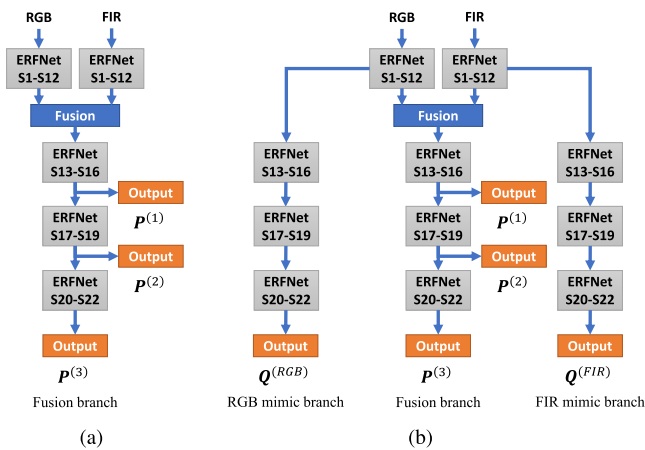 RGB FIR
ERFNet ERFNet
S1-S12 S1-S12
Fusion
ERFNet
S13-S16
Output
P(1)
ERFNet
S17-S19
Output
P(2)
ERFNet
S20-S22
Output
P(3)
Fusion branch
(a)
RGB FIR
ERFNet ERFNet
S1-S12 S1-S12
Fusion
ERFNet ERFNet ERFNet
S13-S16 S13-S16 S13-S16
Output
P(1)
ERFNet ERFNet ERFNet
S17-S19 S17-S19 S17-S19
Output
P(2)
ERFNet ERFNet ERFNet
S20-S22 S20-S22 S20-S22
Output Output Output
Q(RGB) P(3) Q(FIR)
RGB mimic branch Fusion branch FIR mimic branch
(b)